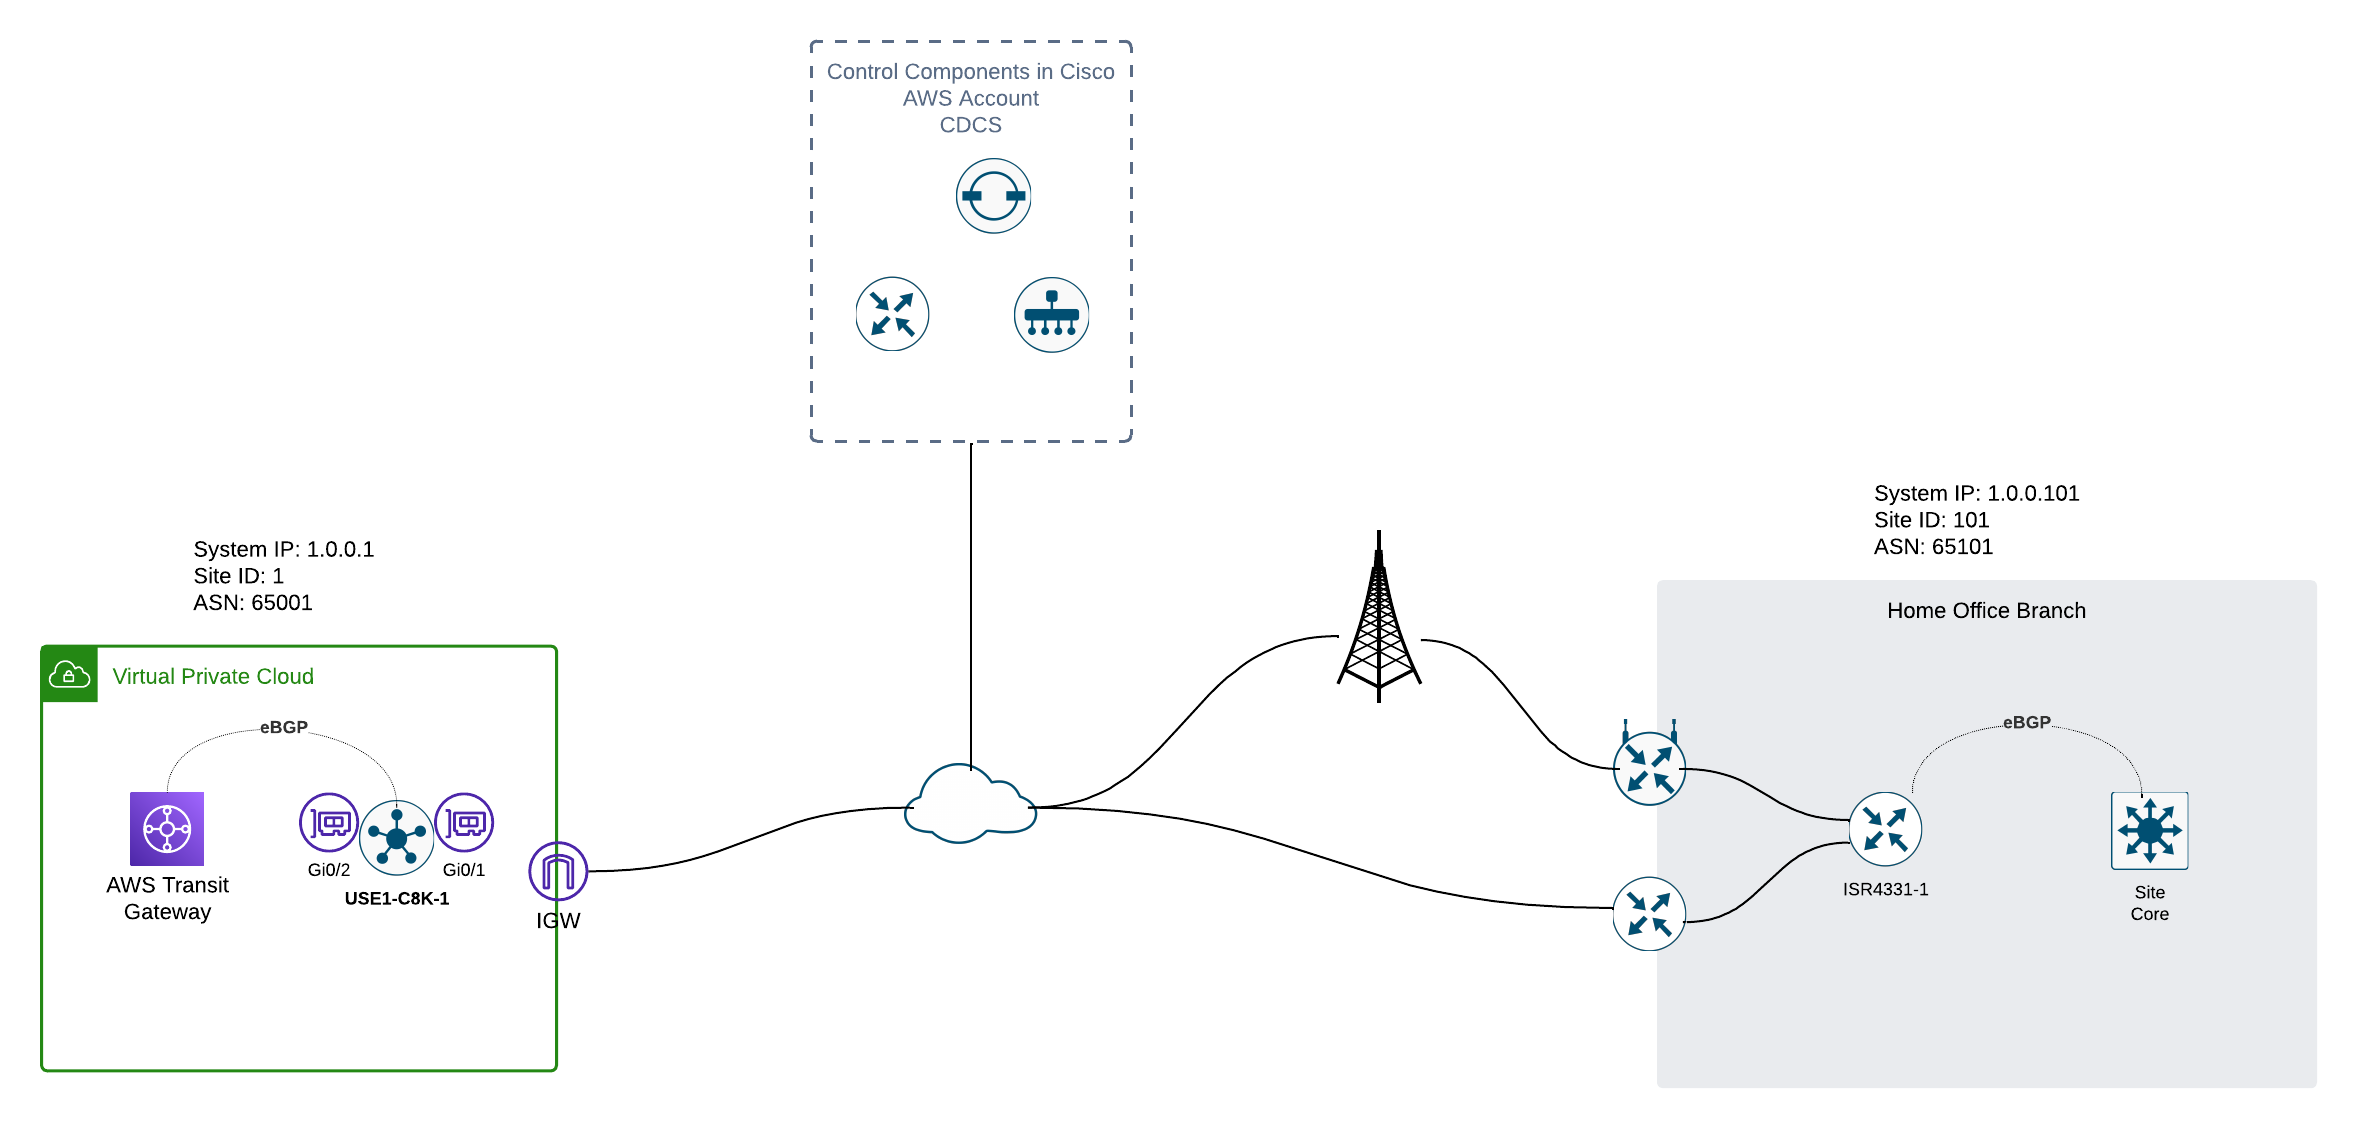 Control Components in Cisco
AWS Account
CDCS
System IP: 1.0.0.101
Site ID: 101
ASN: 65101
System IP: 1.0.0.1
Site ID: 1
ASN: 65001
Home Office Branch
Virtual Private Cloud
eBGP
eBGP
Gi0/2
Gi0/1
USE1-C8K-1
AWS Transit
Gateway
IGW
ISR4331-1
Site
Core